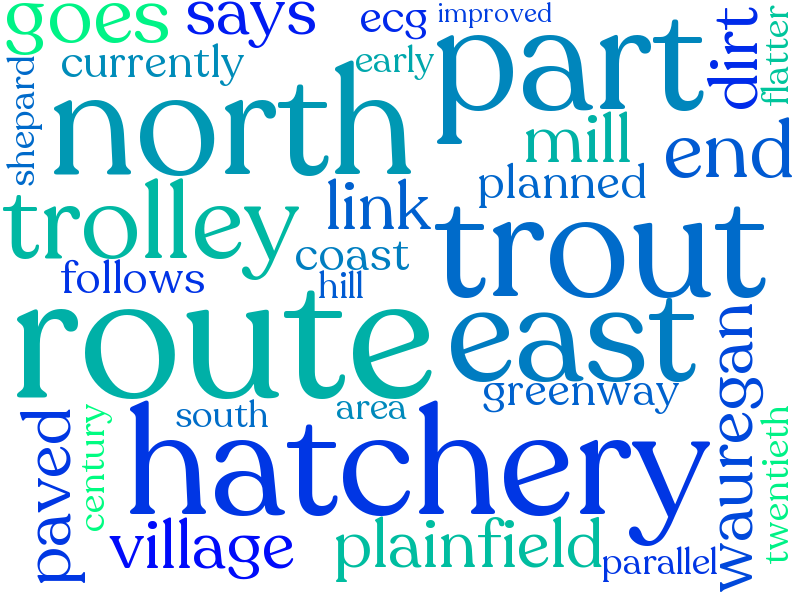 goes
says
ecg
improved
currently
early
part
dirt
flatter
shepard
north
mill
end
planned
trolley
link
trout
coast
follows
hill
route
east
greenway
wauregan
south
area
paved
century
hatchery
twentieth
village
plainfield
parallel